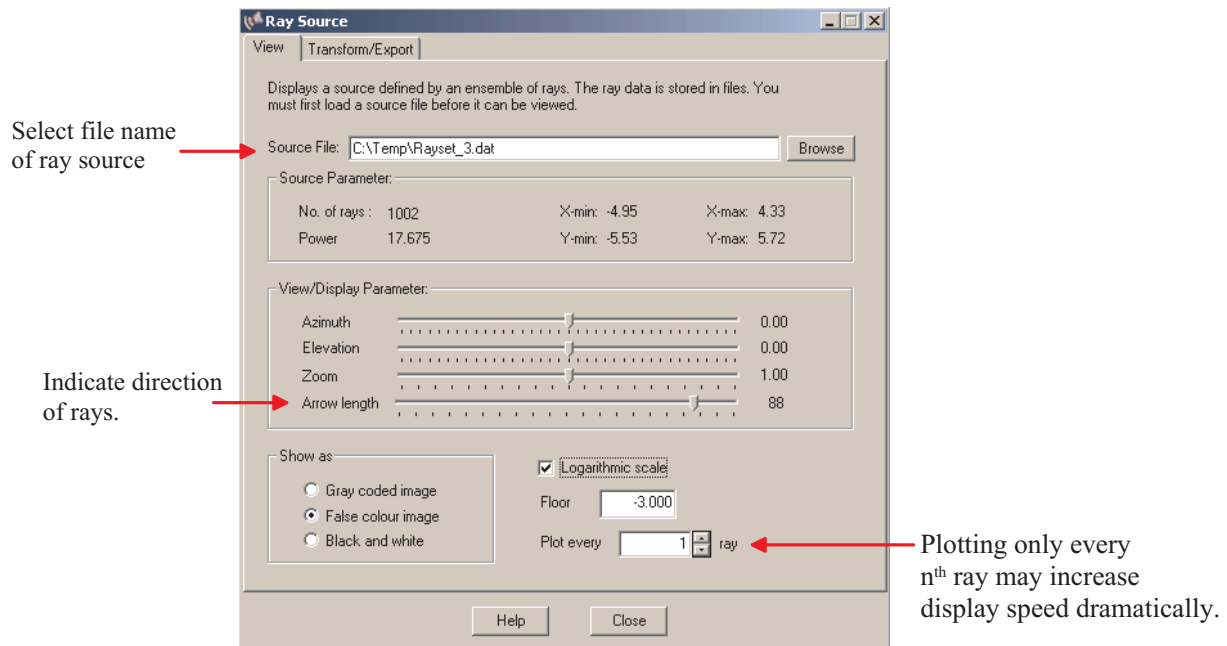 Ray Source
View Transform/Export
Displays a source defined by an ensemble of rays. The ray data is stored in files. You
must first load a source file before it can be viewed.
Select file name
of ray source
Source File: C:\Temp\Rayset_3.dat Browse
Source Parameter:
No. of rays : 1002 X-min: -4.95 X-max: 4.33
Power 17.675 Y-min: -5.53 Y-max: 5.72
View/Display Parameter:
Azimuth 0.00
Elevation 0.00
Zoom 1.00
Arrow length 88
Indicate direction
of rays.
Show as
Gray coded image
False colour image
Black and white
Logarithmic scale
Floor -3.000
Plot every 1 ray
Plotting only every
nth ray may increase
display speed dramatically.
Help Close